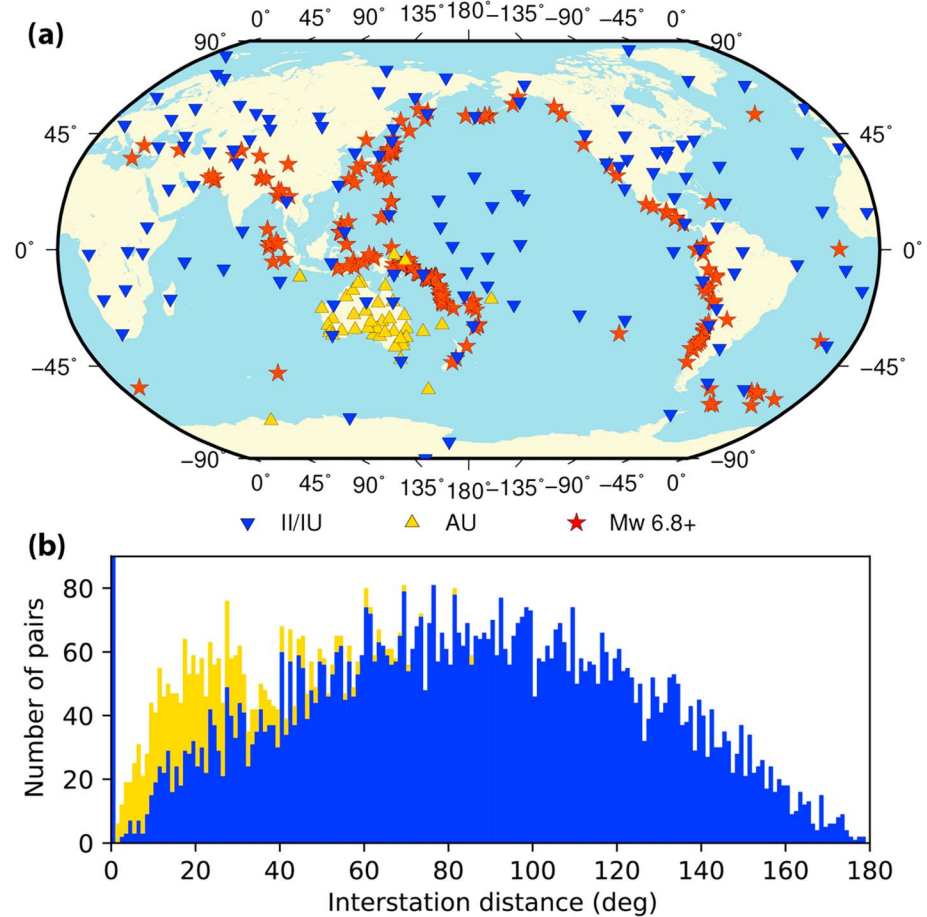 (a)
0° 45° 90° 135° 180° −135° −90° −45° 0°
90° 90°
45° 45°
0° 0°
−45° −45°
−90° −90°
0° 45° 90° 135° 180° −135° −90° −45° 0°
II/IU AU Mw 6.8+
(b)
Number of pairs
80
60
40
20
0
0 20 40 60 80 100 120 140 160 180
Interstation distance (deg)